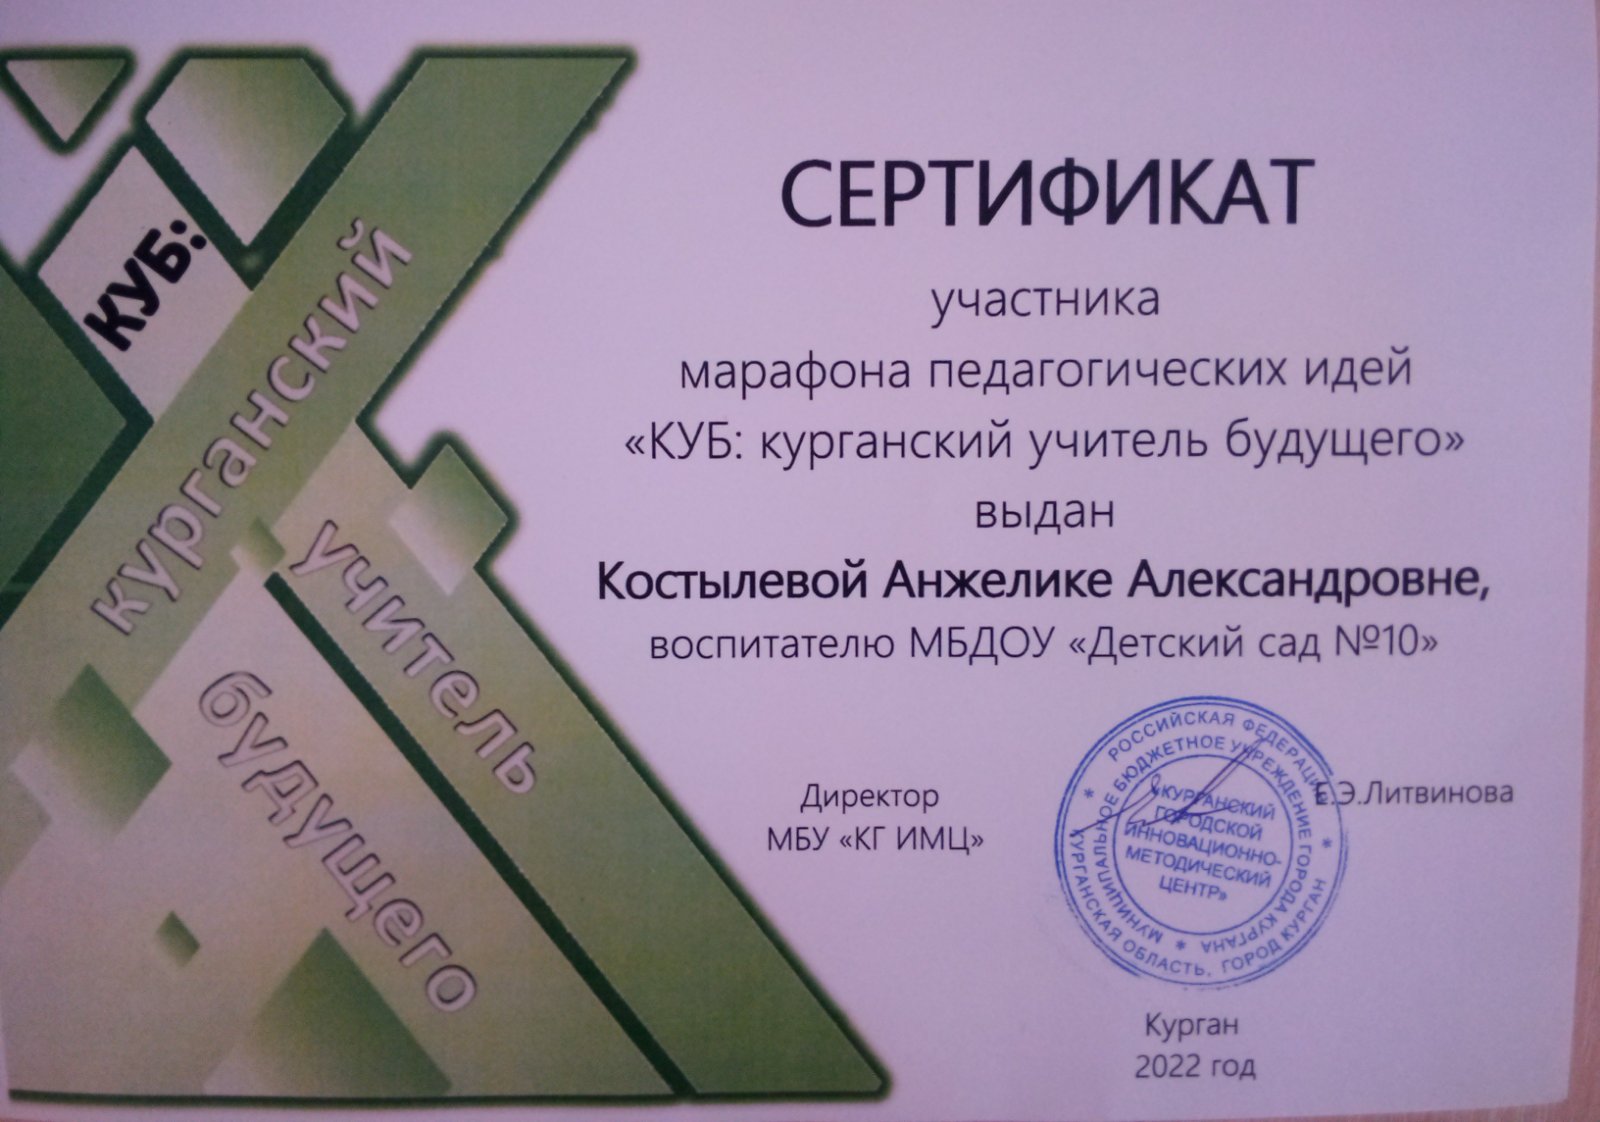 КУБ:
курганский
учитель
будущего
СЕРТИФИКАТ
участника
марафона педагогических идей
«КУБ: курганский учитель будущего»
выдан
Костылевой Анжелике Александровне,
воспитателю МБДОУ «Детский сад №10»
Директор
МБУ «КГ ИМЦ»
Э.Литвинова
РОССИЙСКАЯ ФЕДЕРАЦИЯ * КУРГАНСКАЯ ОБЛАСТЬ, ГОРОД КУРГАН *
МУНИЦИПАЛЬНОЕ БЮДЖЕТНОЕ УЧРЕЖДЕНИЕ ГОРОДА КУРГАНА *
«КУРГАНСКИЙ
ГОРОДСКОЙ
ИННОВАЦИОННО-
МЕТОДИЧЕСКИЙ
ЦЕНТР»
Курган
2022 год